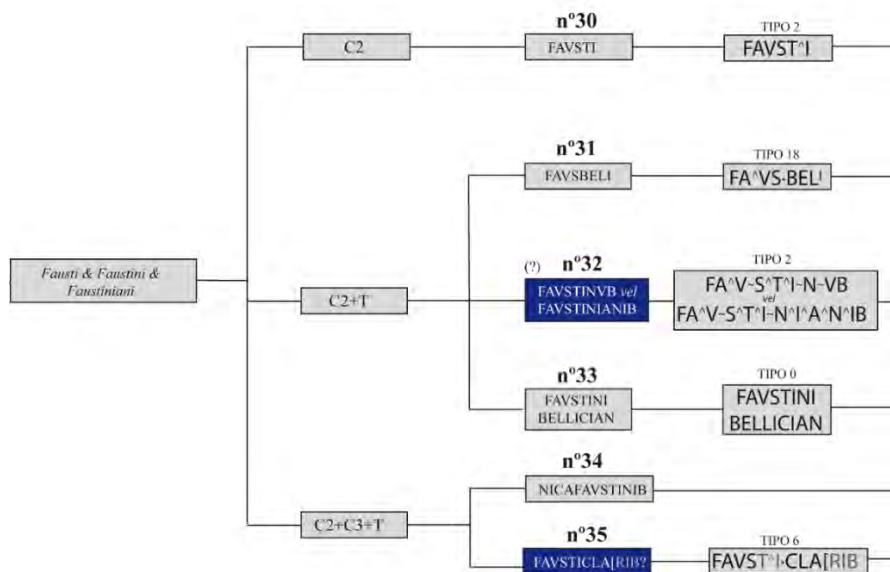 nº30
TIPO 2
C2
FAVSTI
FAVST^I
nº31
TIPO 18
FAVSBELI
FA^VS·BELI
Fausti & Faustini &
Faustiniani
C2+T
(?) nº32
TIPO 2
FAVSTINVB vel
FAVSTINIANIB
FA^V~S^T^I~N~VB
vel
FA^V~S^T^I~N^I^A^N^IB
nº33
TIPO 0
FAVSTINI
BELLICIAN
FAVSTINI
BELLICIAN
C2+C3+T
nº34
NICAFAVSTINIB
nº35
TIPO 6
FAVSTICLA[RIB?
FAVST^I·CLA[RIB